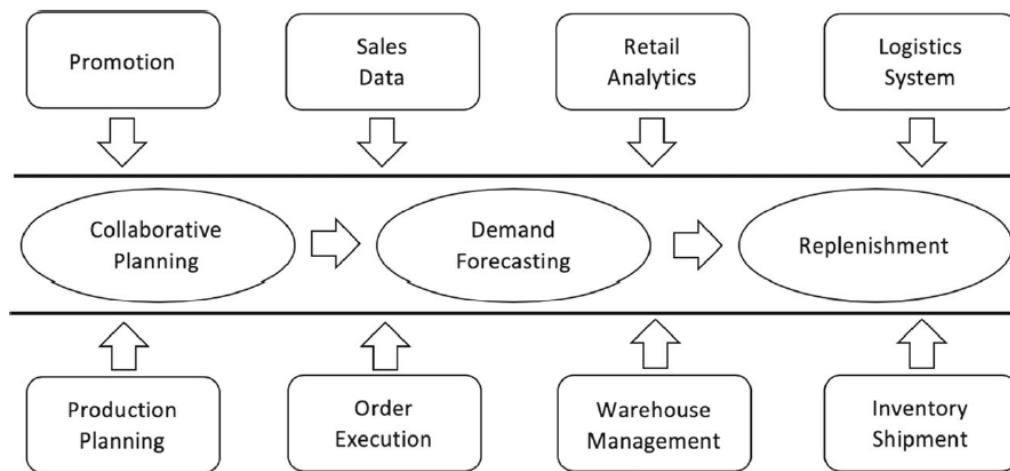 Promotion
Sales
Data
Retail
Analytics
Logistics
System
Collaborative
Planning
Demand
Forecasting
Replenishment
Production
Planning
Order
Execution
Warehouse
Management
Inventory
Shipment